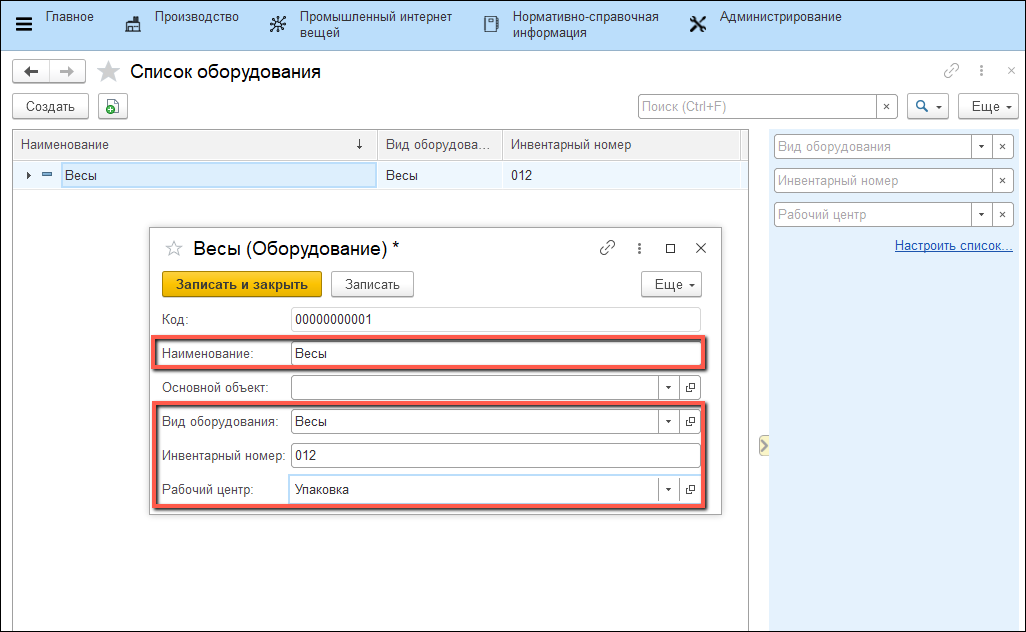 Главное
Производство
Промышленный интернет
вещей
Нормативно-справочная
информация
Администрирование
Список оборудования
Создать
Поиск (Ctrl+F)
Еще
Наименование
Вид оборудова...
Инвентарный номер
Весы
Весы
012
Вид оборудования
Инвентарный номер
Рабочий центр
Настроить список...
Весы (Оборудование) *
Записать и закрыть
Записать
Еще
Код:
00000000001
Наименование:
Весы
Основной объект:
Вид оборудования:
Весы
Инвентарный номер:
012
Рабочий центр:
Упаковка